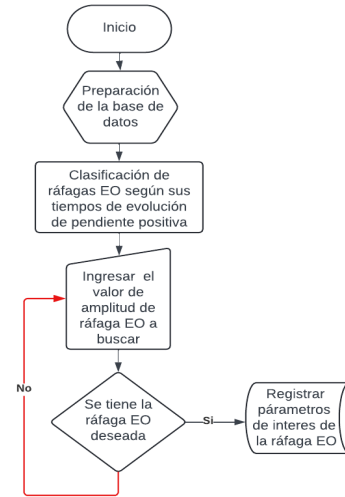 Inicio
Preparación
de la base de
datos
Clasificación de
ráfagas EO según sus
tiempos de evolución
de pendiente positiva
Ingresar el
valor de
amplitud de
ráfaga EO a
buscar
No
Se tiene la
ráfaga EO
deseada
Si
Registrar
párametros
de interes de
la ráfaga EO